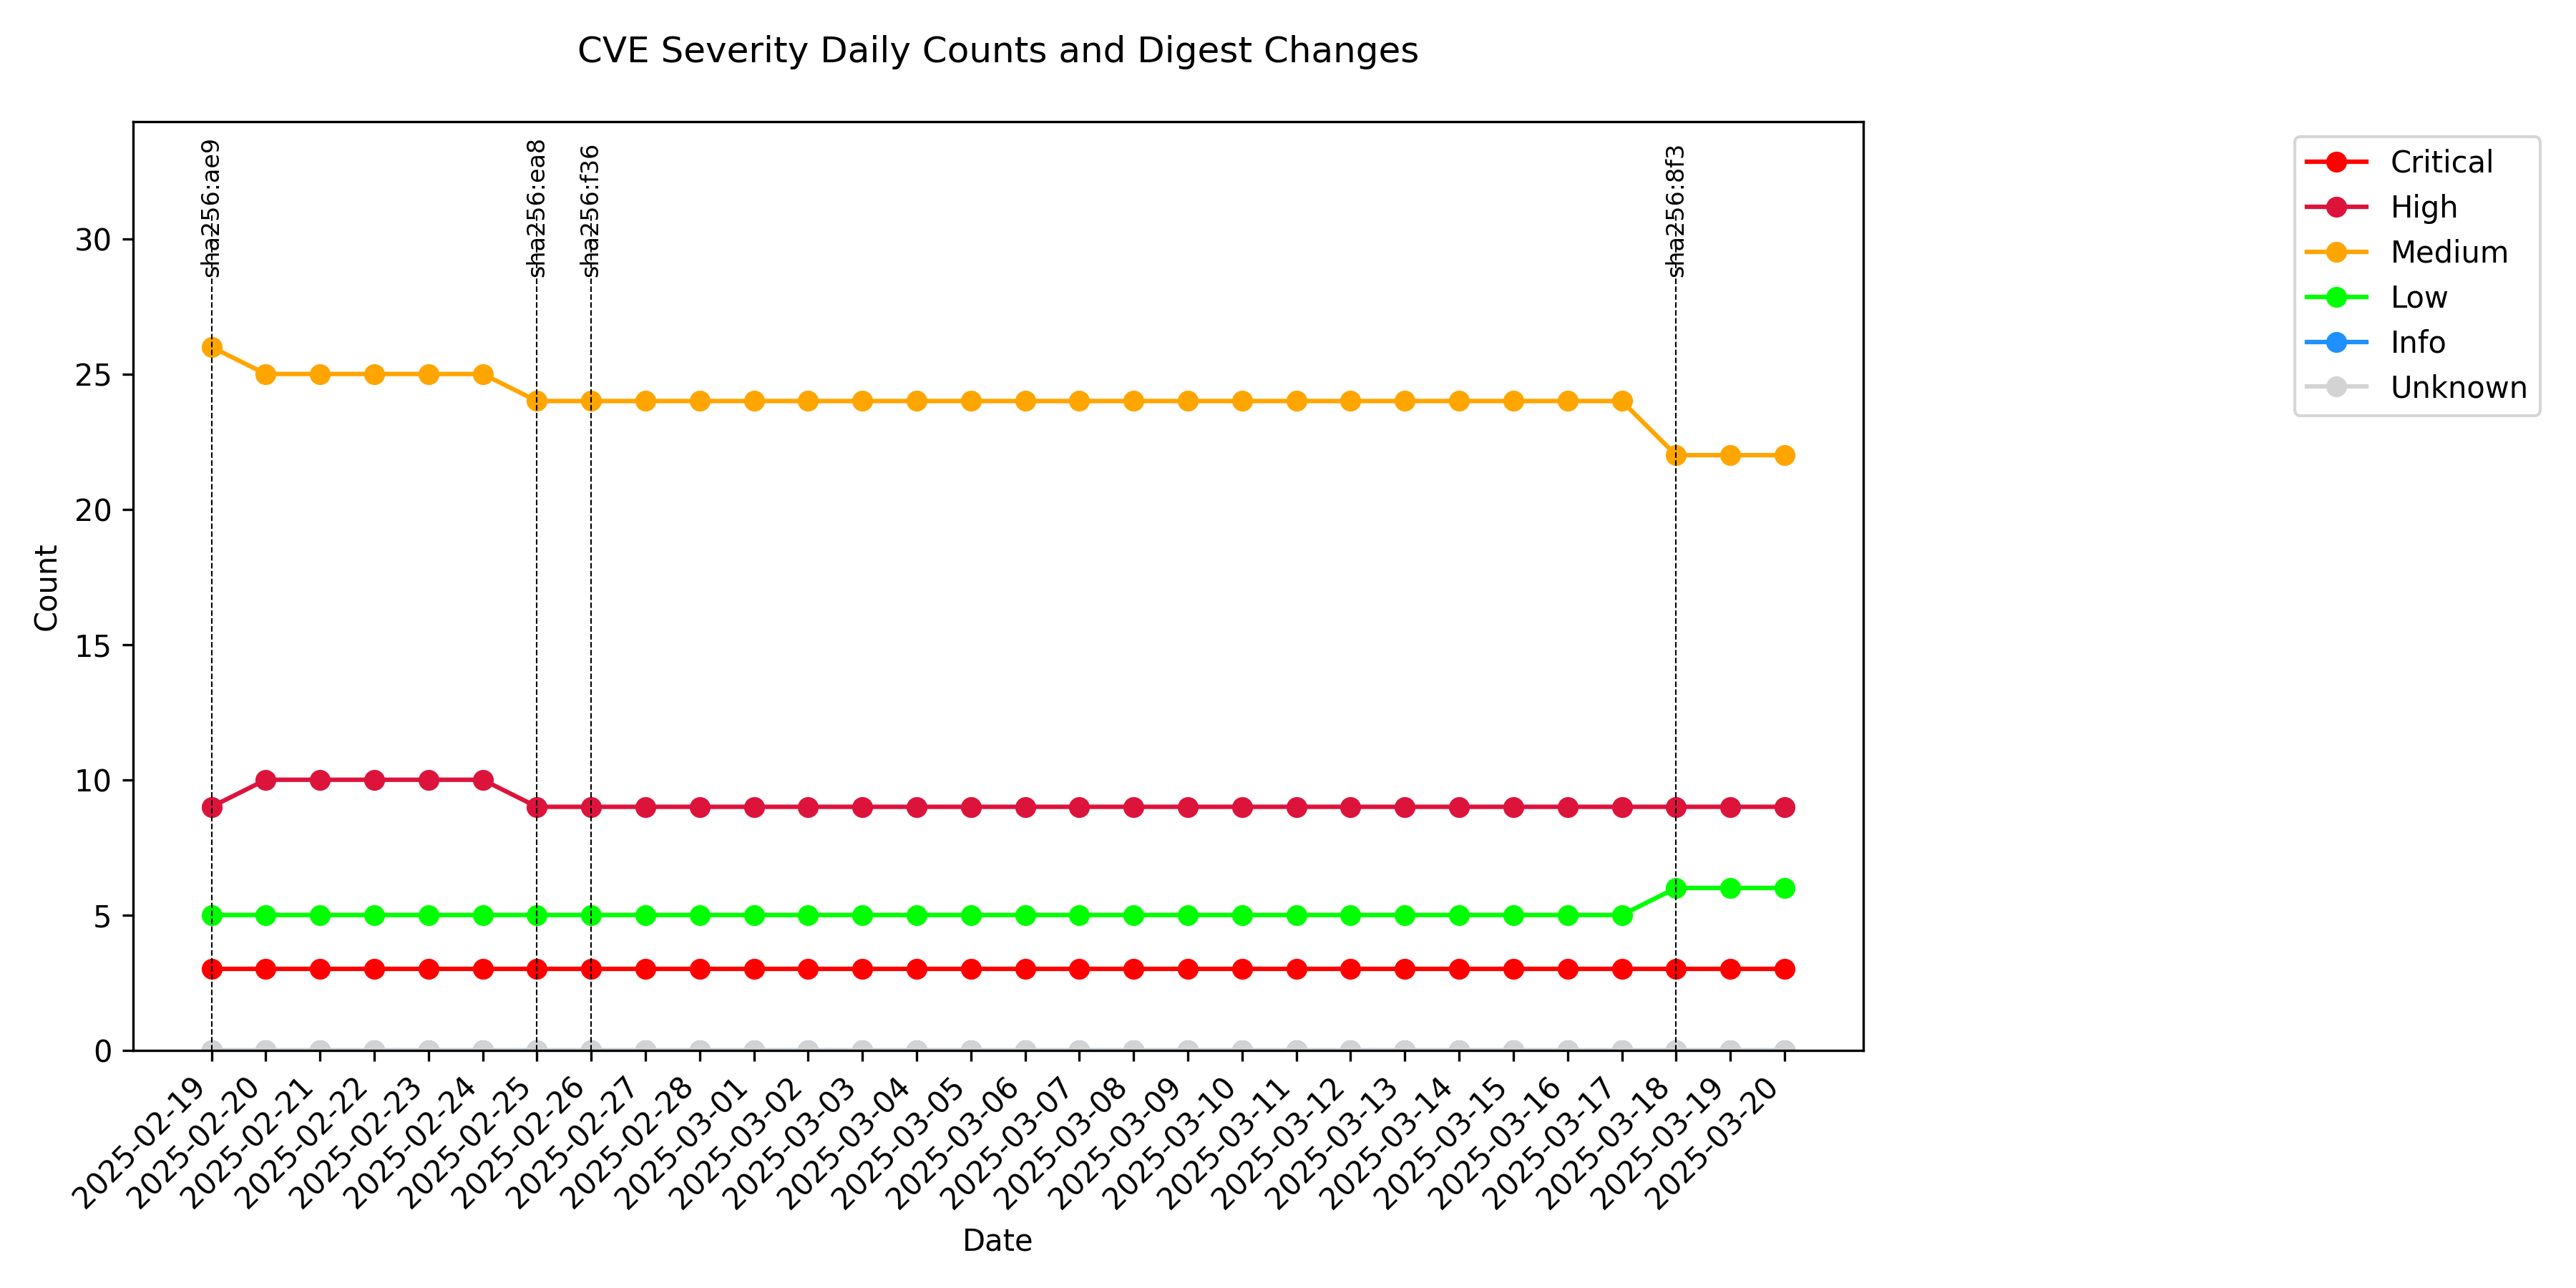 CVE Severity Daily Counts and Digest Changes
sha256:ae9
sha256:ea8
sha256:f36
sha256:8f3
Critical
High
Medium
Low
Info
Unknown
Count
30
25
20
15
10
5
0
2025-02-19
2025-02-20
2025-02-21
2025-02-22
2025-02-23
2025-02-24
2025-02-25
2025-02-26
2025-02-27
2025-02-28
2025-03-01
2025-03-02
2025-03-03
2025-03-04
2025-03-05
2025-03-06
2025-03-07
2025-03-08
2025-03-09
2025-03-10
2025-03-11
2025-03-12
2025-03-13
2025-03-14
2025-03-15
2025-03-16
2025-03-17
2025-03-18
2025-03-19
2025-03-20
Date